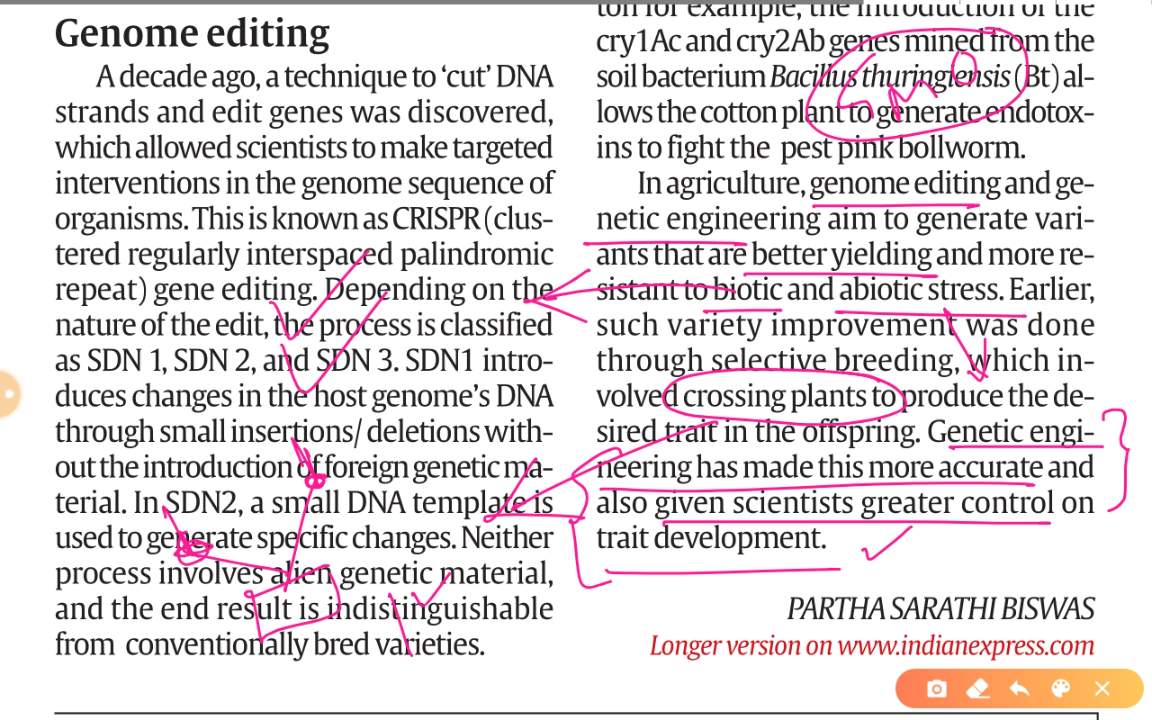 Genome editing
A decade ago, a technique to ‘cut’ DNA
strands and edit genes was discovered,
which allowed scientists to make targeted
interventions in the genome sequence of
organisms. This is known as CRISPR (clus-
tered regularly interspaced palindromic
repeat) gene editing. Depending on the
nature of the edit, the process is classified
as SDN 1, SDN 2, and SDN 3. SDN1 intro-
duces changes in the host genome’s DNA
through small insertions/ deletions with-
out the introduction of foreign genetic ma-
terial. In SDN2, a small DNA template is
used to generate specific changes. Neither
process involves alien genetic material,
and the end result is indistinguishable
from conventionally bred varieties.
ton for example, the introduction of the
cry1Ac and cry2Ab genes mined from the
soil bacterium Bacillus thuringiensis (Bt) al-
lows the cotton plant to generate endotox-
ins to fight the pest pink bollworm.
In agriculture, genome editing and ge-
netic engineering aim to generate vari-
ants that are better yielding and more re-
sistant to biotic and abiotic stress. Earlier,
such variety improvement was done
through selective breeding, which in-
volved crossing plants to produce the de-
sired trait in the offspring. Genetic engi-
neering has made this more accurate and
also given scientists greater control on
trait development.
PARTHA SARATHI BISWAS
Longer version on www.indianexpress.com
GMO